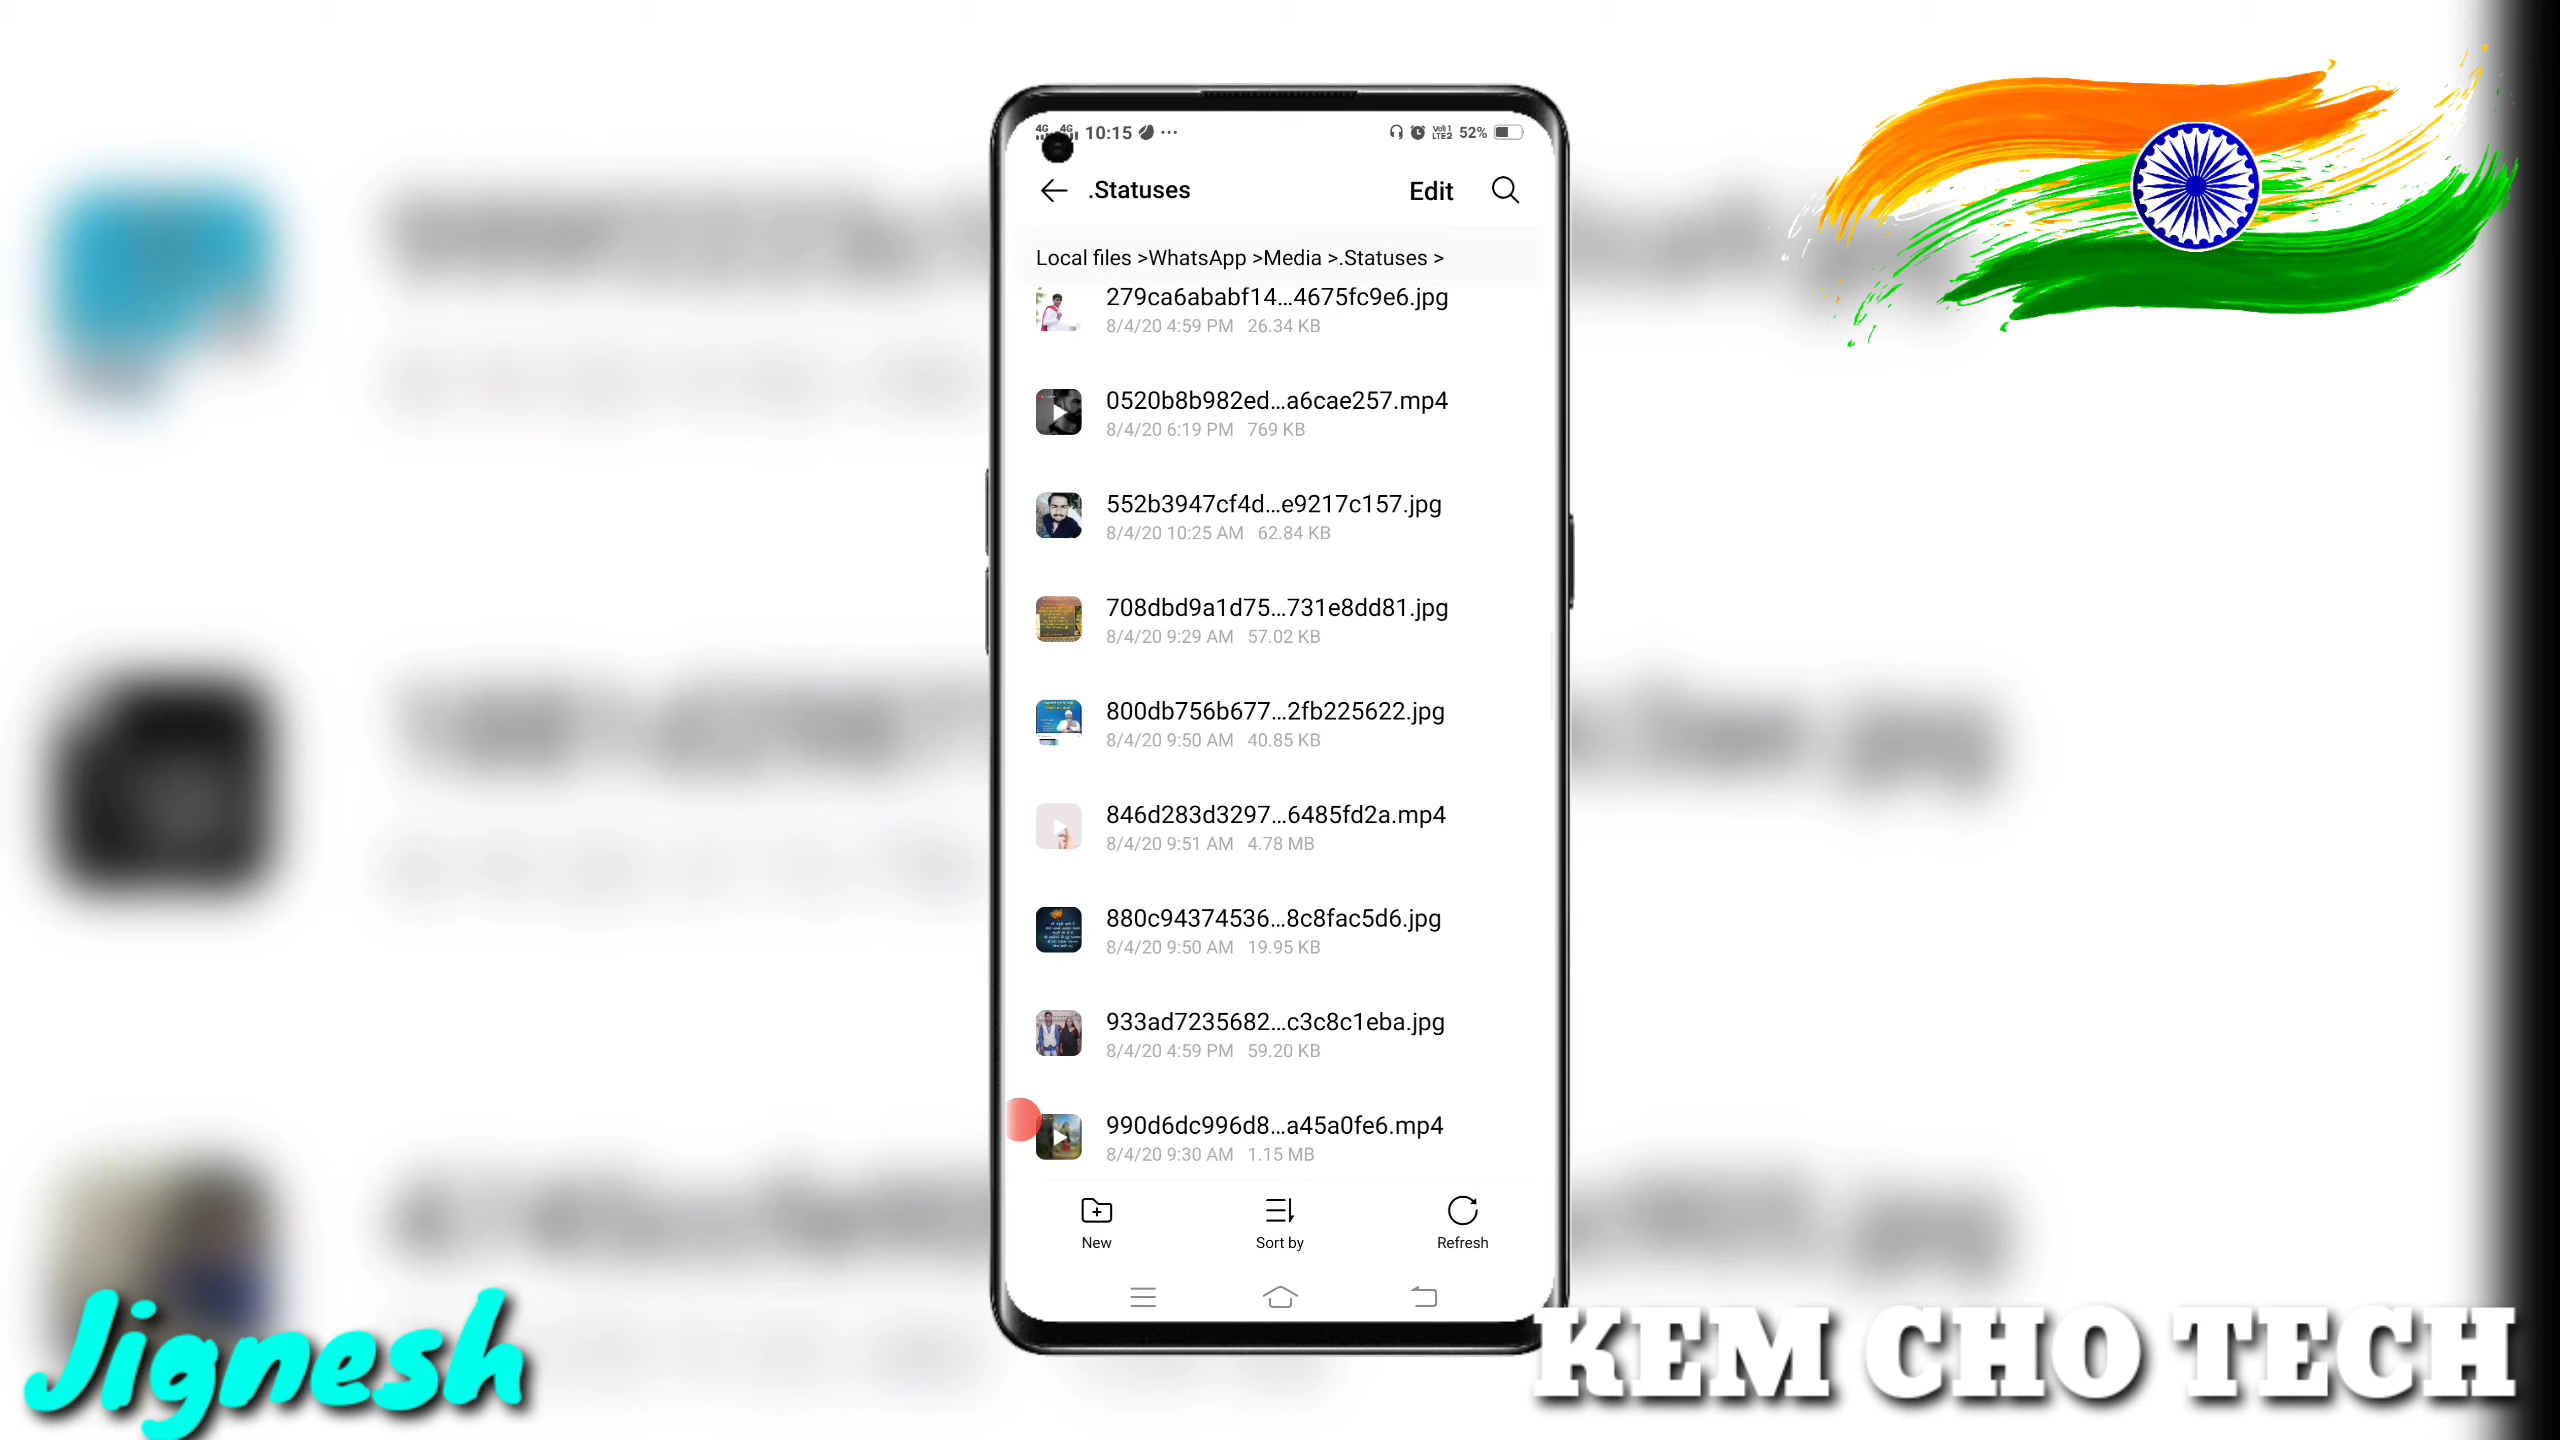 4G 4G 10:15 ... 52%
.Statuses Edit
Local files >WhatsApp >Media >.Statuses >
279ca6ababf14...4675fc9e6.jpg
8/4/20 4:59 PM 26.34 KB
0520b8b982ed...a6cae257.mp4
8/4/20 6:19 PM 769 KB
552b3947cf4d...e9217c157.jpg
8/4/20 10:25 AM 62.84 KB
708dbd9a1d75...731e8dd81.jpg
8/4/20 9:29 AM 57.02 KB
800db756b677...2fb225622.jpg
8/4/20 9:50 AM 40.85 KB
846d283d3297...6485fd2a.mp4
8/4/20 9:51 AM 4.78 MB
880c94374536...8c8fac5d6.jpg
8/4/20 9:50 AM 19.95 KB
933ad7235682...c3c8c1eba.jpg
8/4/20 4:59 PM 59.20 KB
990d6dc996d8...a45a0fe6.mp4
8/4/20 9:30 AM 1.15 MB
New Sort by Refresh
Jignesh
KEM CHO TECH